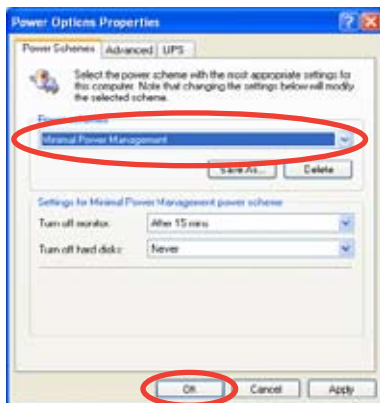 Power Options Properties
Power Schemes Advanced UPS
Select the power scheme with the most appropriate settings for
this computer. Note that changing the settings below will modify
the selected scheme.
Power schemes
Minimal Power Management
Save As... Delete
Settings for Minimal Power Management power scheme
Turn off monitor: After 15 mins
Turn off hard disks: Never
OK Cancel Apply